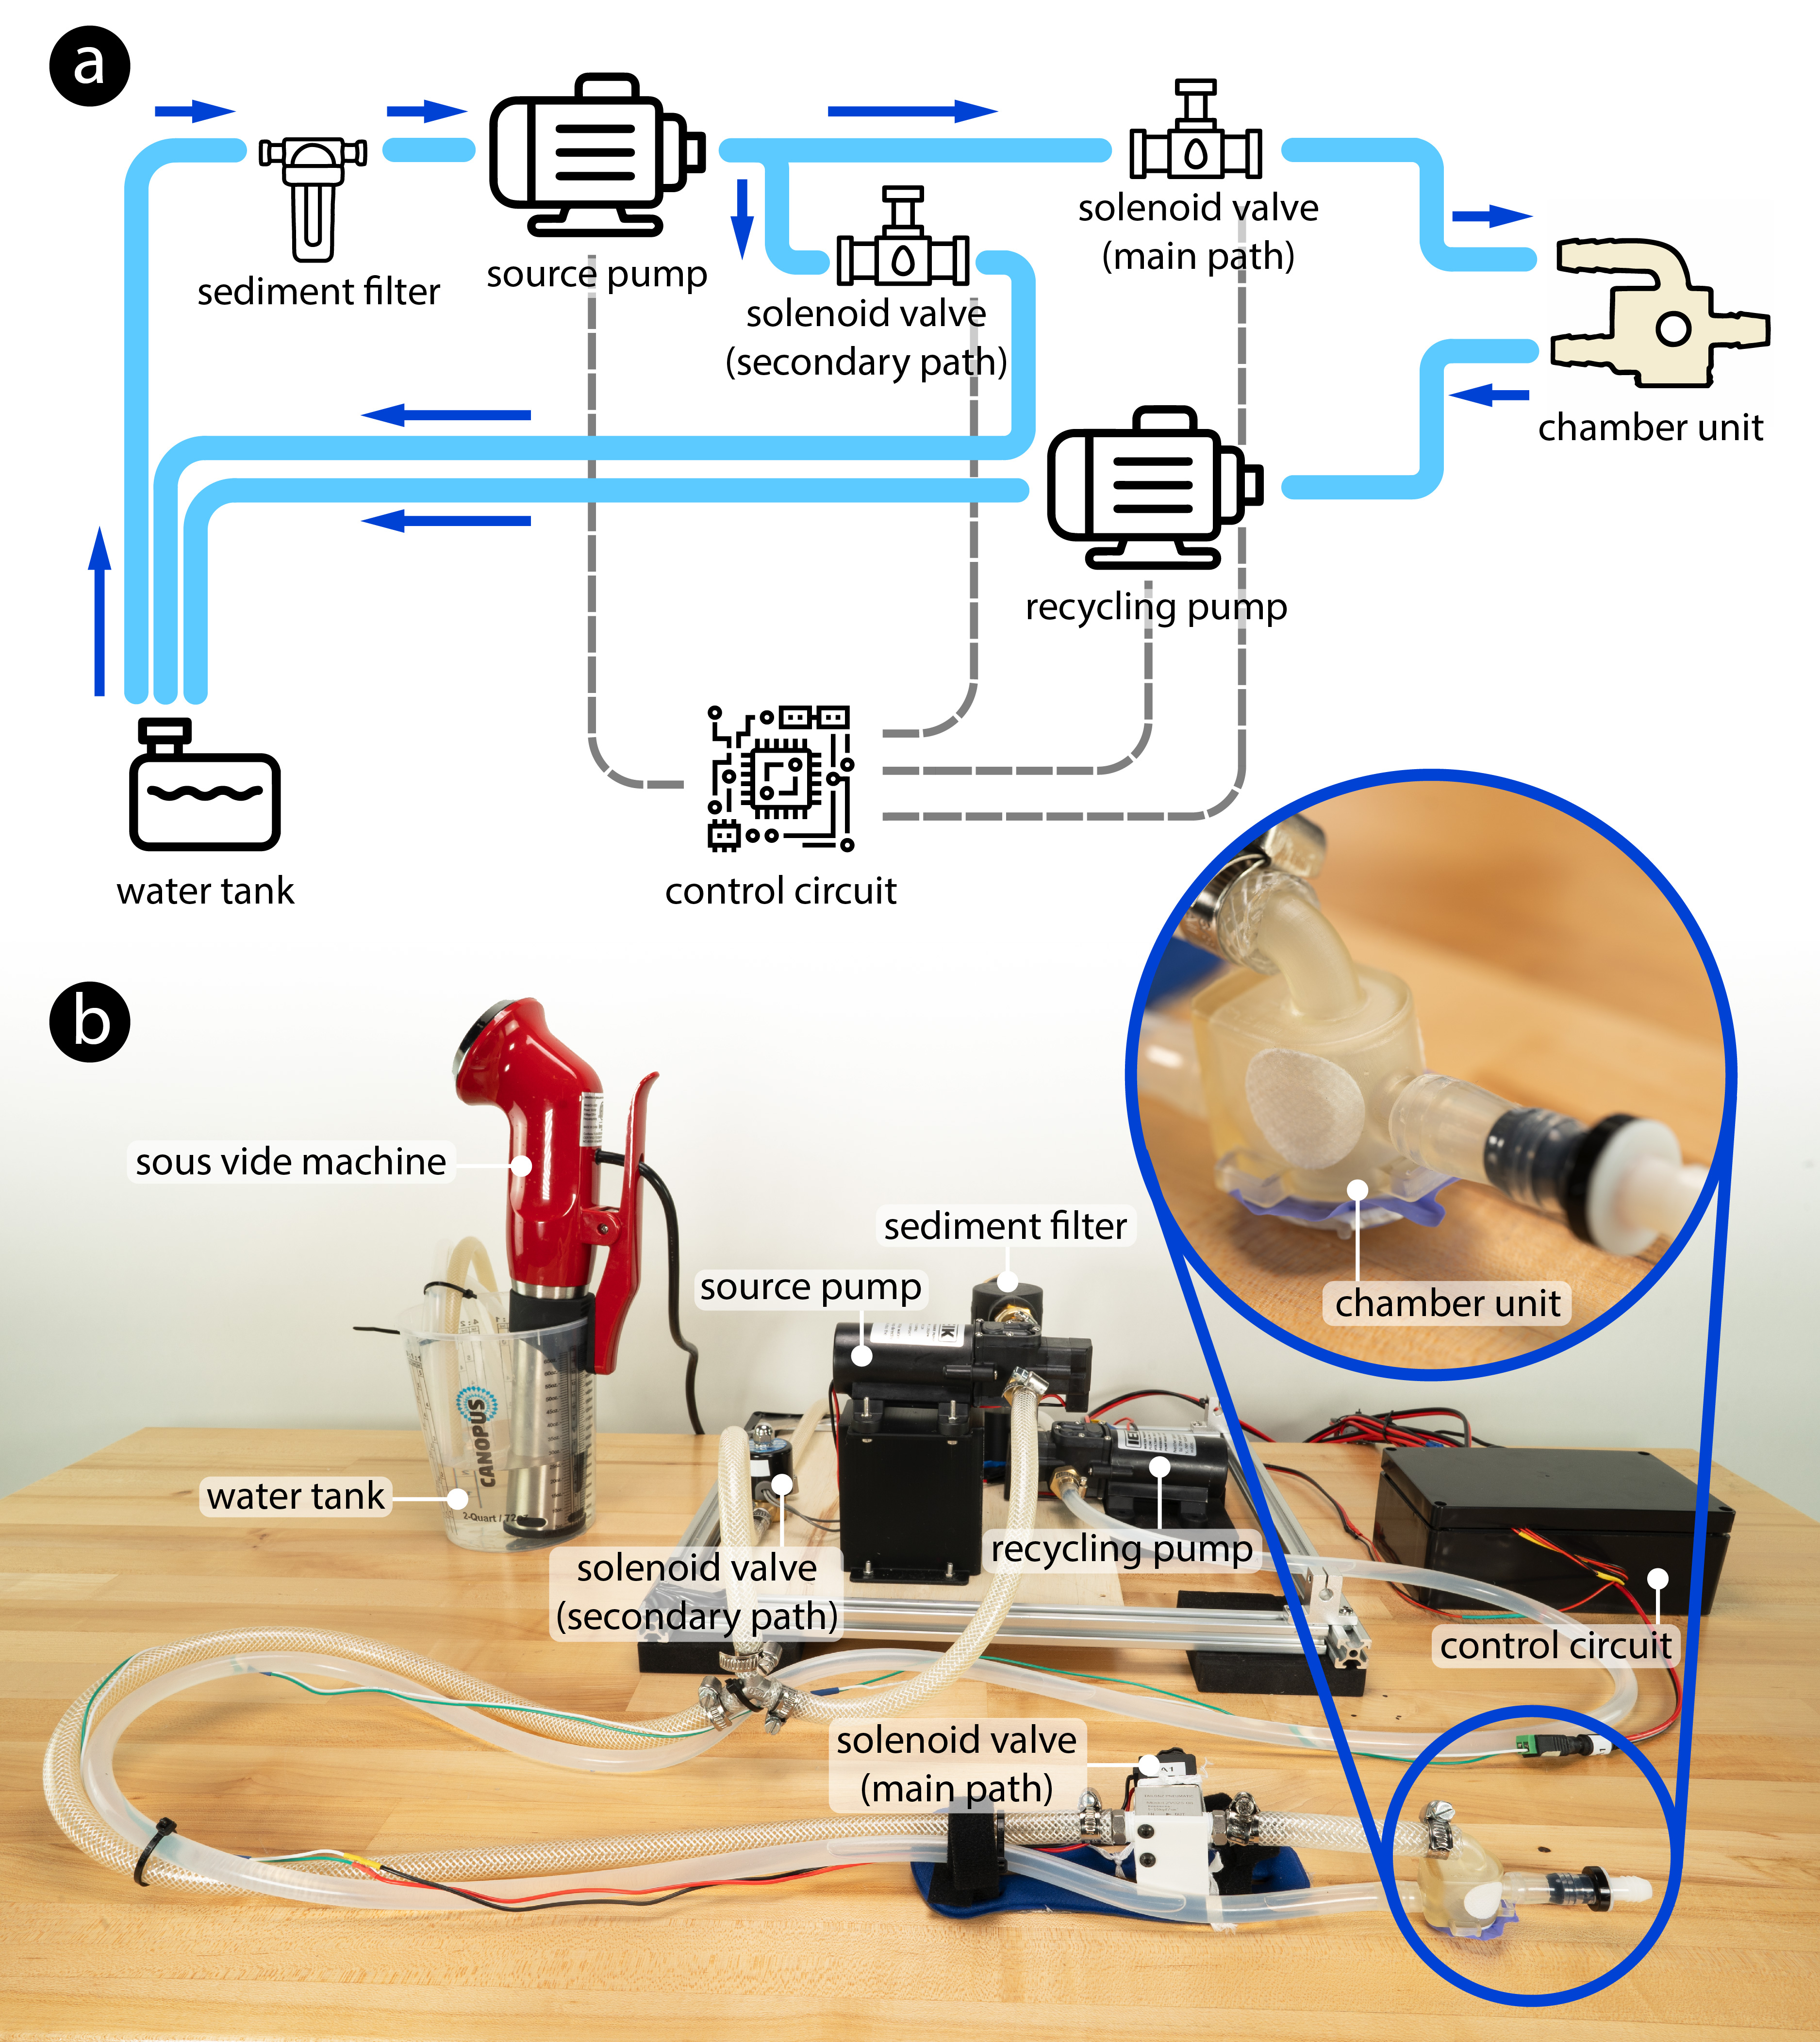 a
sediment filter
source pump
solenoid valve
(secondary path)
solenoid valve
(main path)
chamber unit
recycling pump
water tank
control circuit
b
sous vide machine
sediment filter
source pump
chamber unit
water tank
CANOPUS
2-Quart / 72oz
solenoid valve
(secondary path)
recycling pump
control circuit
solenoid valve
(main path)
A1